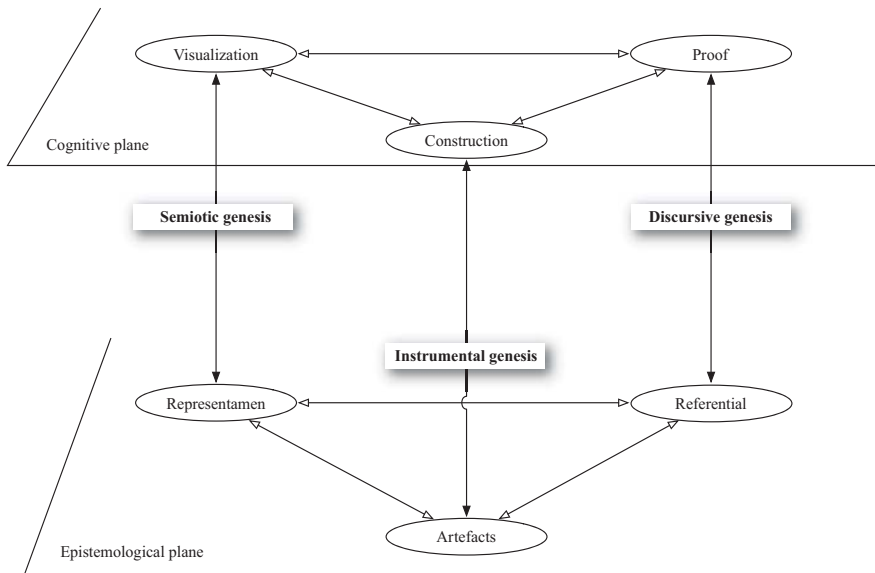 Visualization
Proof
Construction
Cognitive plane
Semiotic genesis
Discursive genesis
Instrumental genesis
Representamen
Referential
Artefacts
Epistemological plane